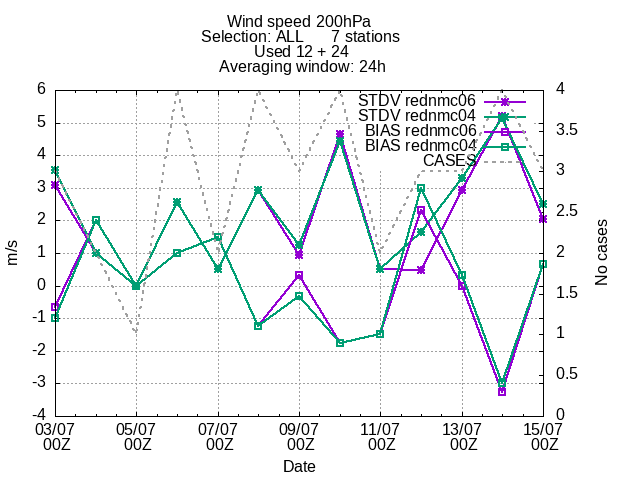 Wind speed 200hPa
Selection: ALL 7 stations
Used 12 + 24
Averaging window: 24h
STDV rednmc06
STDV rednmc04
BIAS rednmc06
BIAS rednmc04
CASES
6
5
4
3
2
1
0
-1
-2
-3
-4
m/s
4
3.5
3
2.5
2
1.5
1
0.5
0
No cases
03/07 05/07 07/07 09/07 11/07 13/07 15/07
00Z 00Z 00Z 00Z 00Z 00Z 00Z
Date